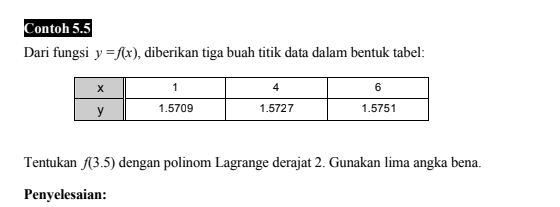 Contoh 5.5
Dari fungsi y = f(x), diberikan tiga buah titik data dalam bentuk tabel:
x 1 4 6
y 1.5709 1.5727 1.5751
Tentukan f(3.5) dengan polinom Lagrange derajat 2. Gunakan lima angka bena.
Penyelesaian: